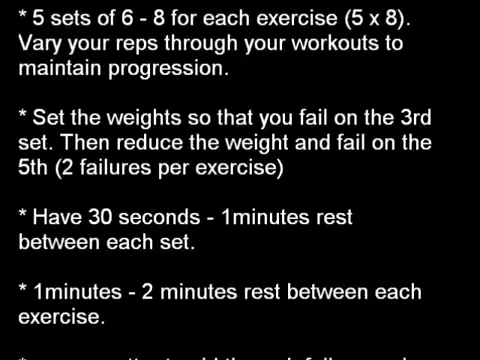 * 5 sets of 6 - 8 for each exercise (5 x 8).
Vary your reps through your workouts to
maintain progression.
* Set the weights so that you fail on the 3rd
set. Then reduce the weight and fail on the
5th (2 failures per exercise)
* Have 30 seconds - 1minutes rest
between each set.
* 1minutes - 2 minutes rest between each
exercise.